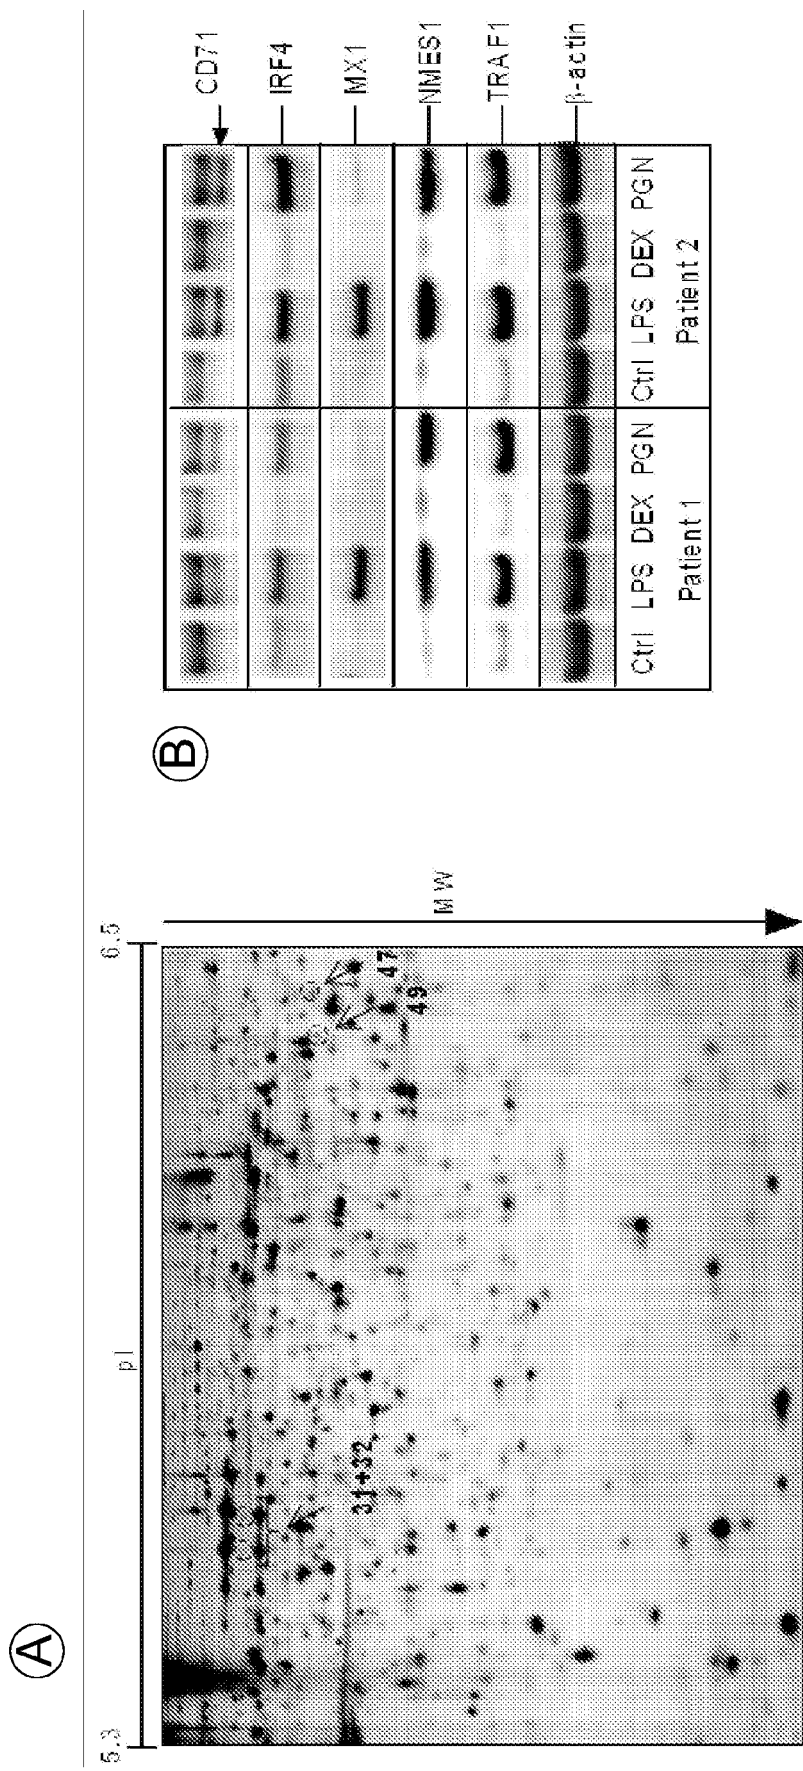 A
5.3
pI
6.5
MW
31+32
49
47
B
CD71
IRF4
MX1
NMES1
TRAF1
β-actin
Ctrl LPS DEX PGN Ctrl LPS DEX PGN
Patient 1 Patient 2